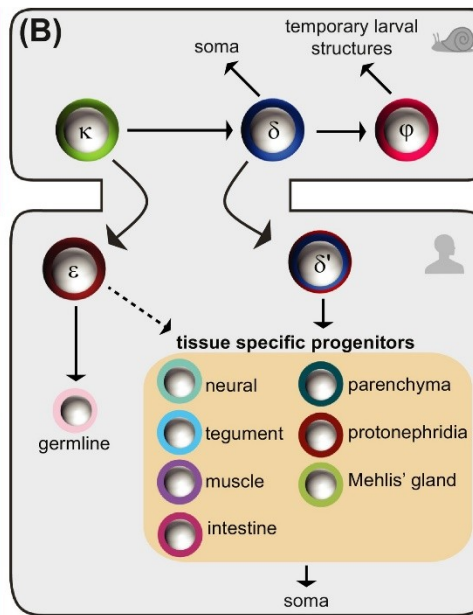 (B)
soma
temporary larval
structures
κ
δ
φ
ε
δ'
tissue specific progenitors
neural
parenchyma
tegument
protonephridia
muscle
Mehlis' gland
intestine
germline
soma